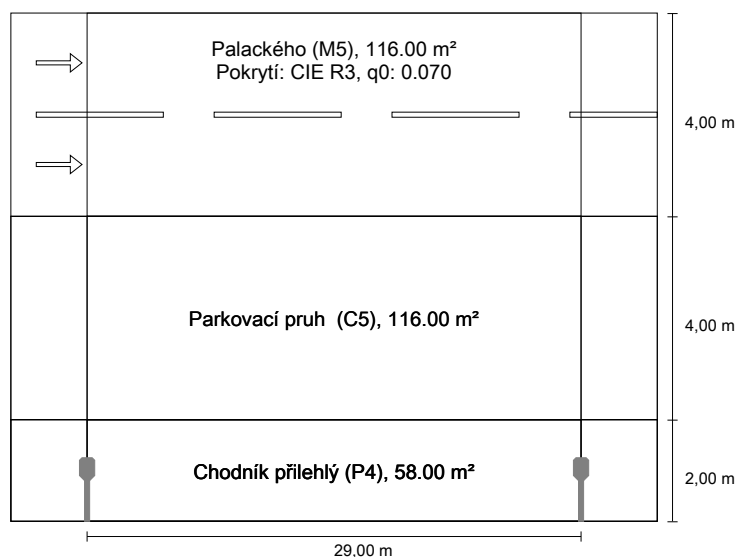 Palackého (M5), 116.00 m²
Pokrytí: CIE R3, q0: 0.070
4,00 m
Parkovací pruh  (C5), 116.00 m²
4,00 m
Chodník přilehlý (P4), 58.00 m²
2,00 m
29,00 m